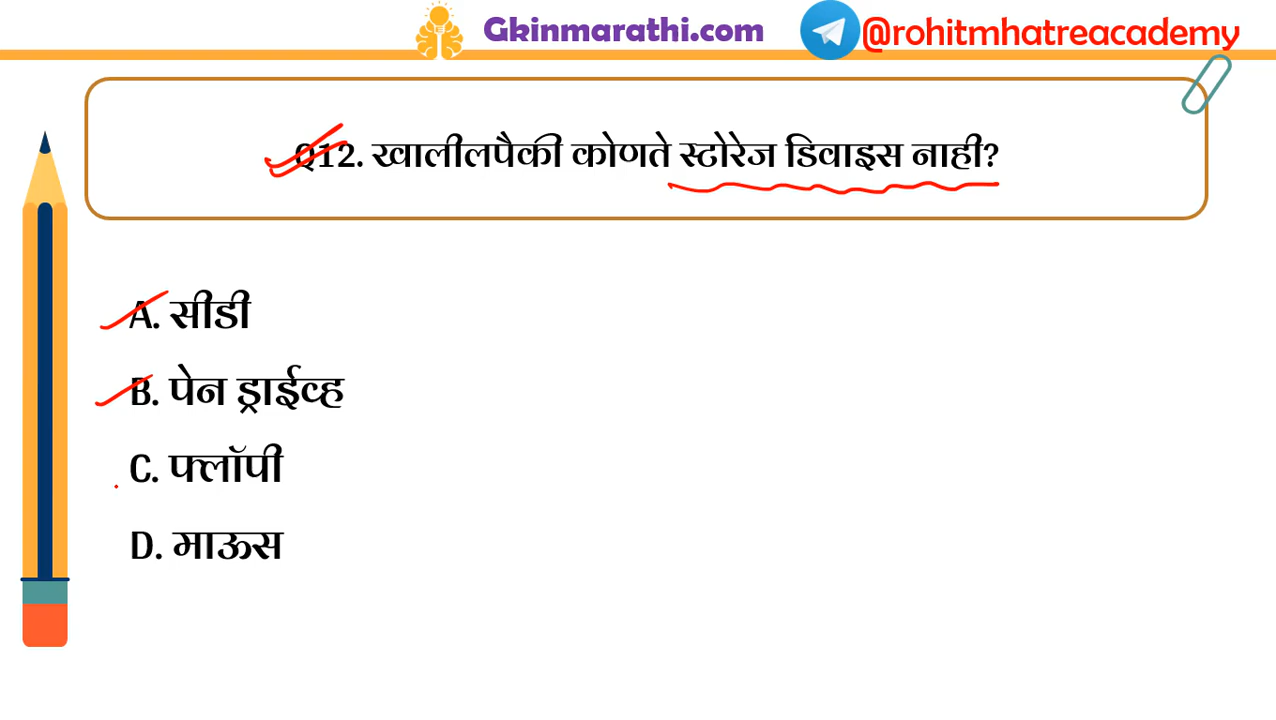 Gkinmarathi.com
@rohitmhatreacademy
Q12. खालीलपैकी कोणते स्टोरेज डिवाइस नाही?
A. सीडी
B. पेन ड्राईव्ह
C. फ्लॉपी
D. माऊस